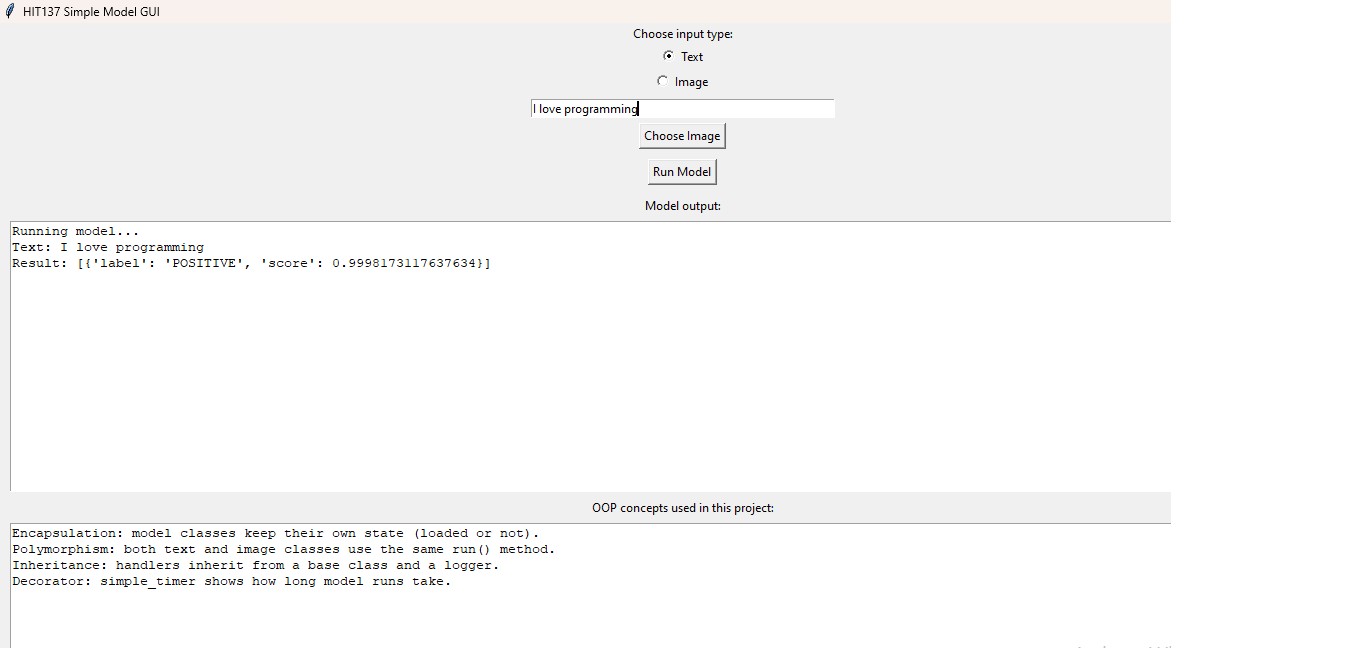 HIT137 Simple Model GUI
Choose input type:
Text
Image
I love programming
Choose Image
Run Model
Model output:
Running model...
Text: I love programming
Result: [{'label': 'POSITIVE', 'score': 0.9998173117637634}]
OOP concepts used in this project:
Encapsulation: model classes keep their own state (loaded or not).
Polymorphism: both text and image classes use the same run() method.
Inheritance: handlers inherit from a base class and a logger.
Decorator: simple_timer shows how long model runs take.